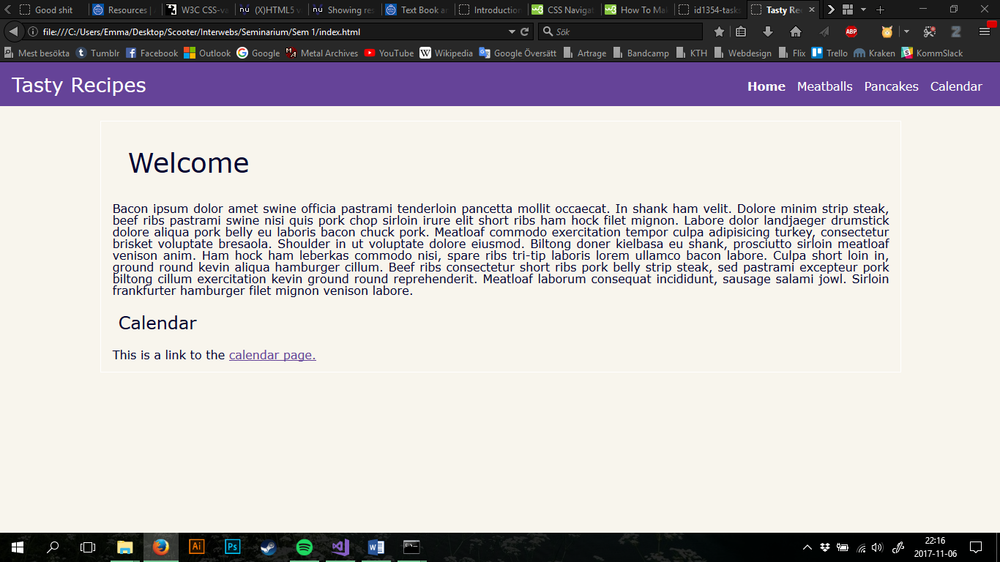 Good shit
Resources |
W3C CSS-va
(X)HTML5 v
Showing res
Text Book an
Introduction
CSS Navigat
How To Mak
id1354-tasks
Tasty Rec
file:///C:/Users/Emma/Desktop/Scooter/Interwebs/Seminarium/Sem 1/index.html
Sök
ABP
Mest besökta Tumblr Facebook Outlook Google Metal Archives YouTube Wikipedia Google Översätt Artrage Bandcamp KTH Webdesign Flix Trello Kraken KommSlack
Tasty Recipes
Home Meatballs Pancakes Calendar
Welcome
Bacon ipsum dolor amet swine officia pastrami tenderloin pancetta mollit occaecat. In shank ham velit. Dolore minim strip steak,
beef ribs pastrami swine nisi quis pork chop sirloin irure elit short ribs ham hock filet mignon. Labore dolor landjaeger drumstick
dolore aliqua pork belly eu laboris bacon chuck pork. Meatloaf commodo exercitation tempor culpa adipisicing turkey, consectetur
brisket voluptate bresaola. Shoulder in ut voluptate dolore eiusmod. Biltong doner kielbasa eu shank, prosciutto sirloin meatloaf
venison anim. Ham hock ham leberkas commodo nisi, spare ribs tri-tip laboris lorem ullamco bacon labore. Culpa short loin in,
ground round kevin aliqua hamburger cillum. Beef ribs consectetur short ribs pork belly strip steak, sed pastrami excepteur pork
biltong cillum exercitation kevin ground round reprehenderit. Meatloaf laborum consequat incididunt, sausage salami jowl. Sirloin
frankfurter hamburger filet mignon venison labore.
Calendar
This is a link to the calendar page.
Ai
Ps
22:16
2017-11-06